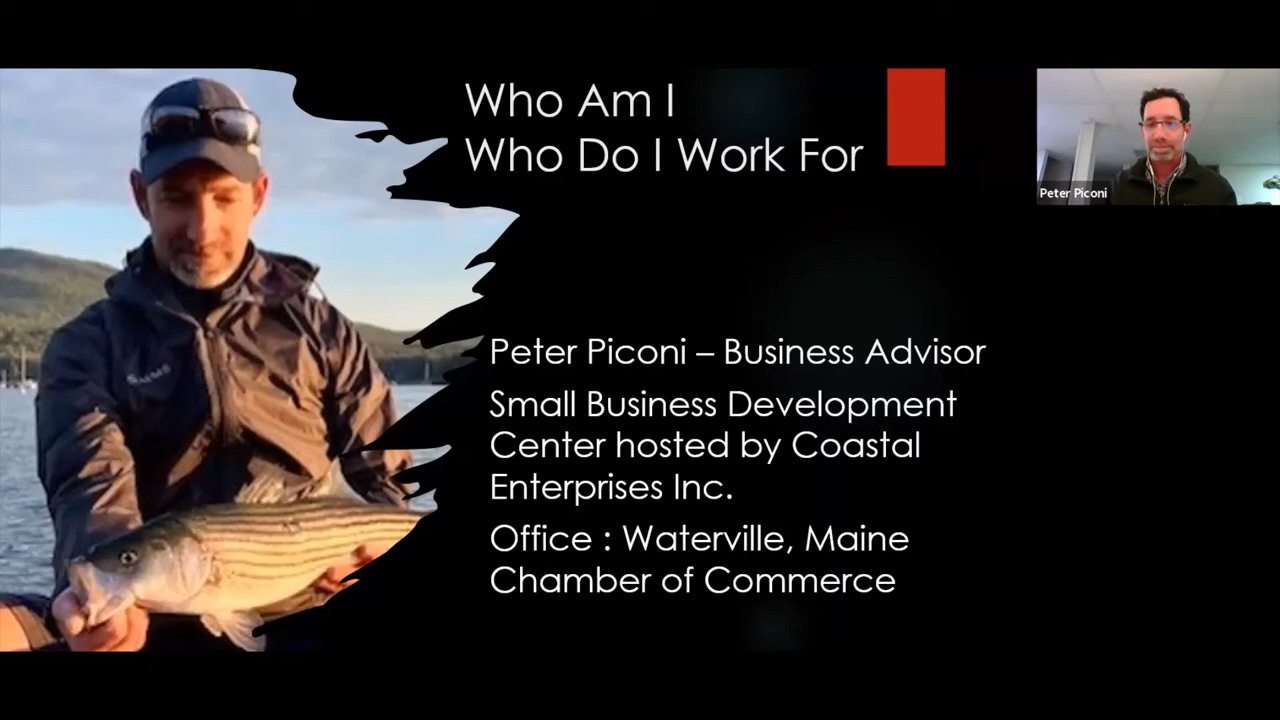 Who Am I
Who Do I Work For
Peter Piconi
Peter Piconi – Business Advisor
Small Business Development
Center hosted by Coastal
Enterprises Inc.
Office : Waterville, Maine
Chamber of Commerce